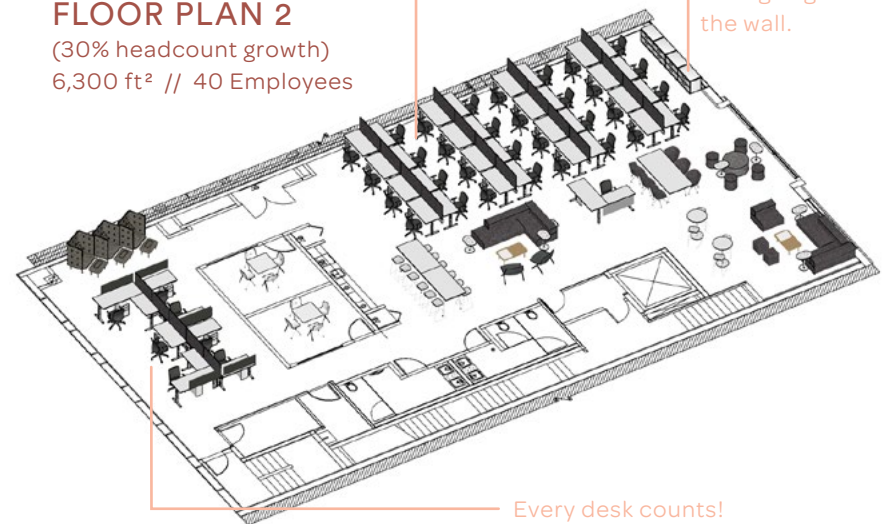 FLOOR PLAN 2
(30% headcount growth)
6,300 ft² // 40 Employees
the wall.
Every desk counts!